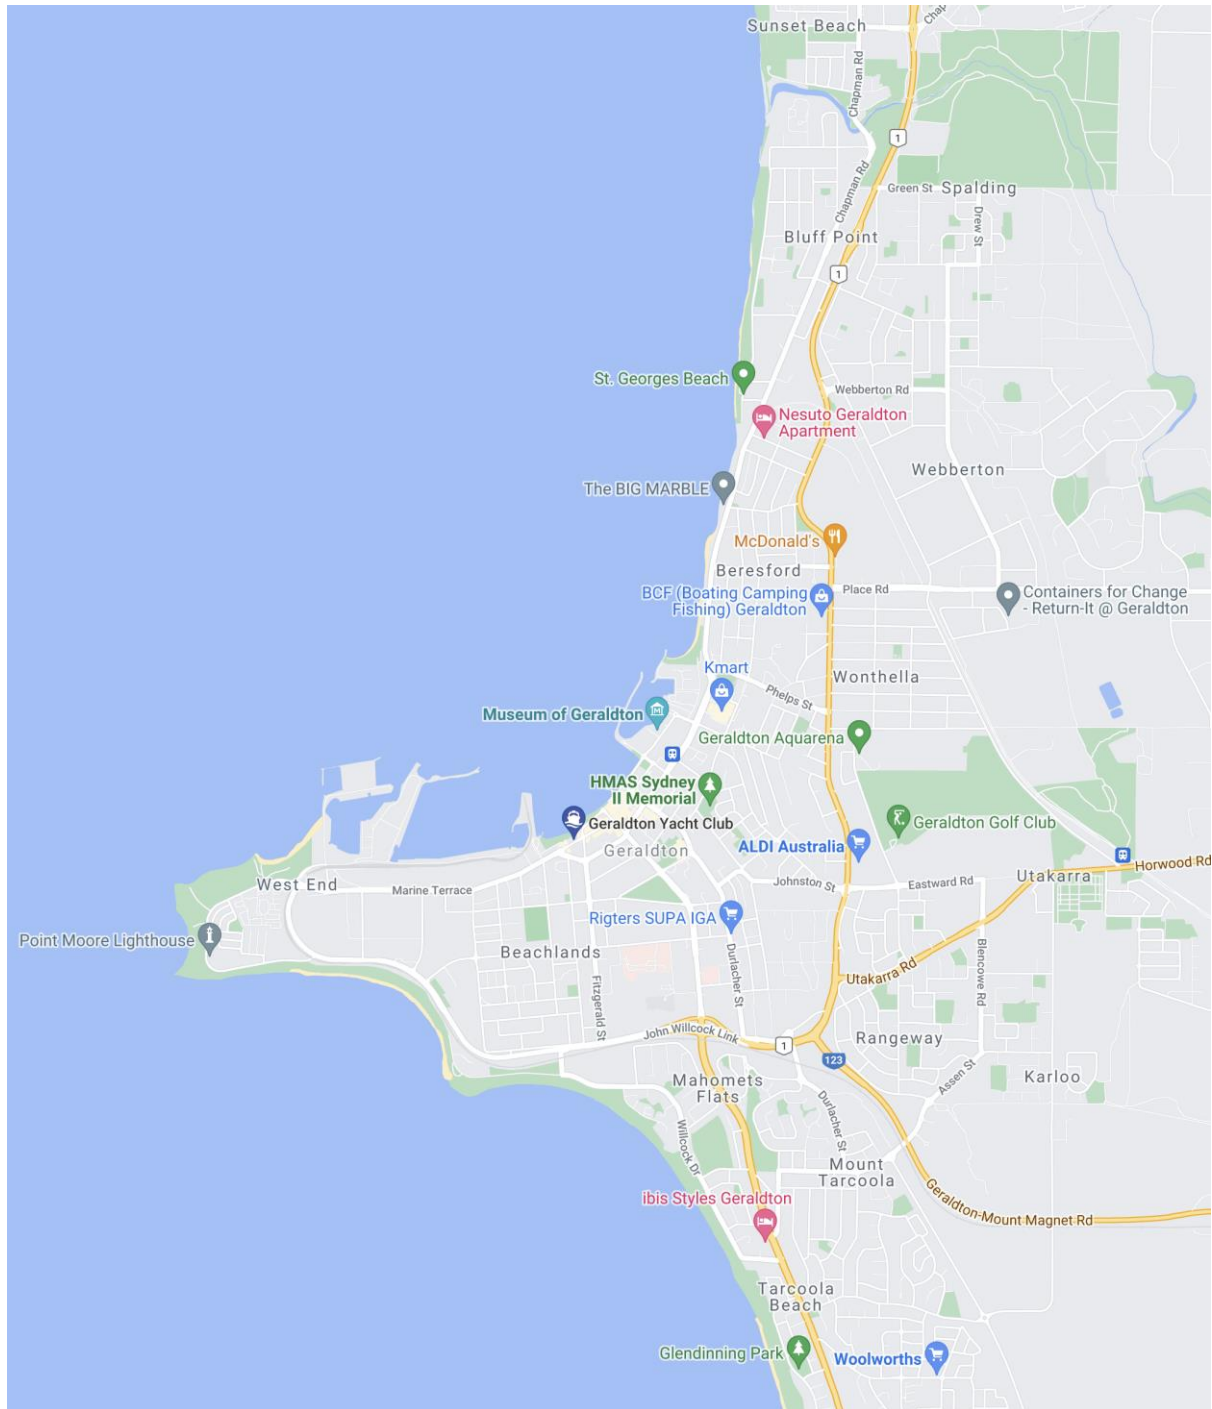 Sunset Beach
Chap
Chapman Rd
1
Chapman Rd
Green St
Spalding
Drew St
Bluff Point
1
St. Georges Beach
Webberton Rd
Nesuto Geraldton
Apartment
Webberton
The BIG MARBLE
McDonald's
Beresford
BCF (Boating Camping
Fishing) Geraldton
Place Rd
Containers for Change
- Return-It @ Geraldton
Kmart
Wonthella
Phelps St
Museum of Geraldton
Geraldton Aquarena
HMAS Sydney
II Memorial
Geraldton Yacht Club
Geraldton Golf Club
Geraldton
ALDI Australia
Horwood Rd
West End
Marine Terrace
Johnston St
Eastward Rd
Utakarra
Rigters SUPA IGA
Point Moore Lighthouse
Beachlands
Durlacher St
Fitzgerald St
Utakarra Rd
Blencowe Rd
John Willcock Link
1
Rangeway
123
Mahomets
Flats
Assen St
Karloo
Durlacher St
Willcock Dr
Mount
Tarcoola
ibis Styles Geraldton
Geraldton-Mount Magnet Rd
Tarcoola
Beach
Glendinning Park
Woolworths